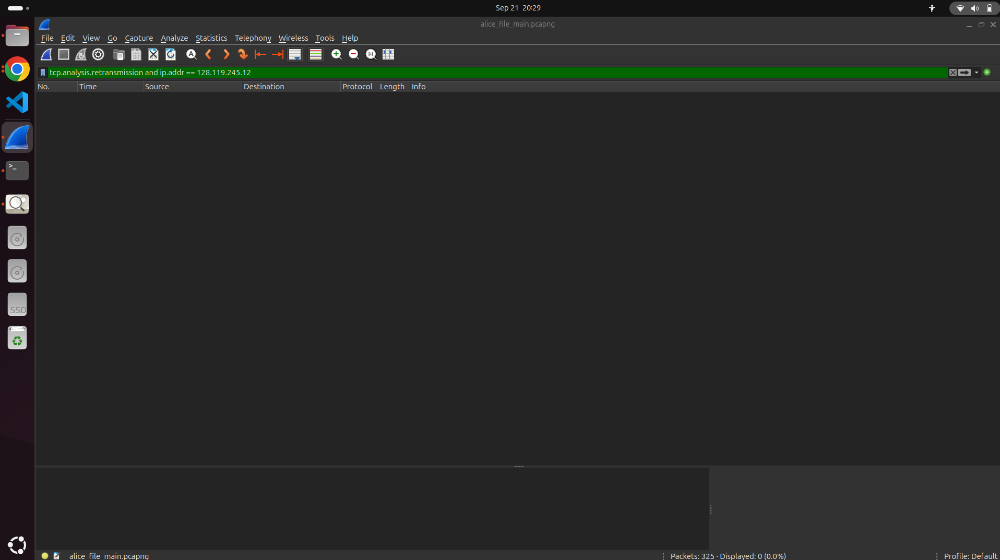 Sep 21 20:29
alice_file_main.pcapng
File Edit View Go Capture Analyze Statistics Telephony Wireless Tools Help
tcp.analysis.retransmission and ip.addr == 128.119.245.12
No. Time Source Destination Protocol Length Info
>_
SSD
alice_file_main.pcapng Packets: 325 · Displayed: 0 (0.0%) Profile: Default